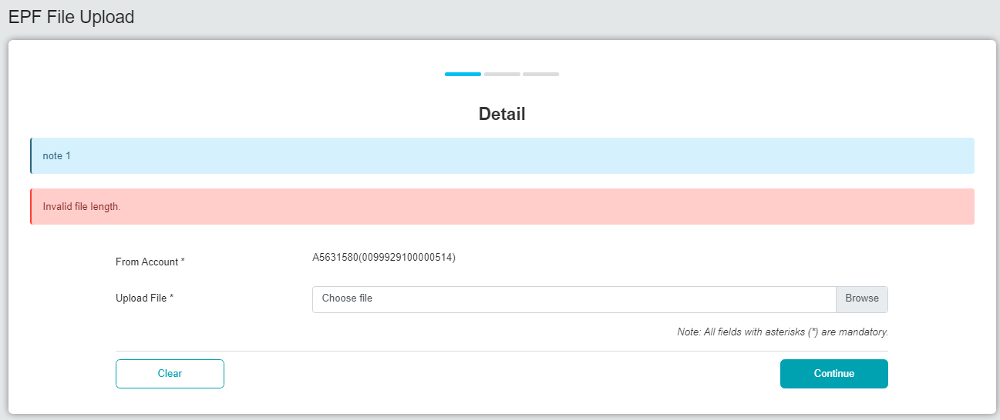 EPF File Upload
Detail
note 1
Invalid file length.
From Account *
A5631580(0099929100000514)
Upload File *
Choose file
Browse
Note: All fields with asterisks (*) are mandatory.
Clear
Continue